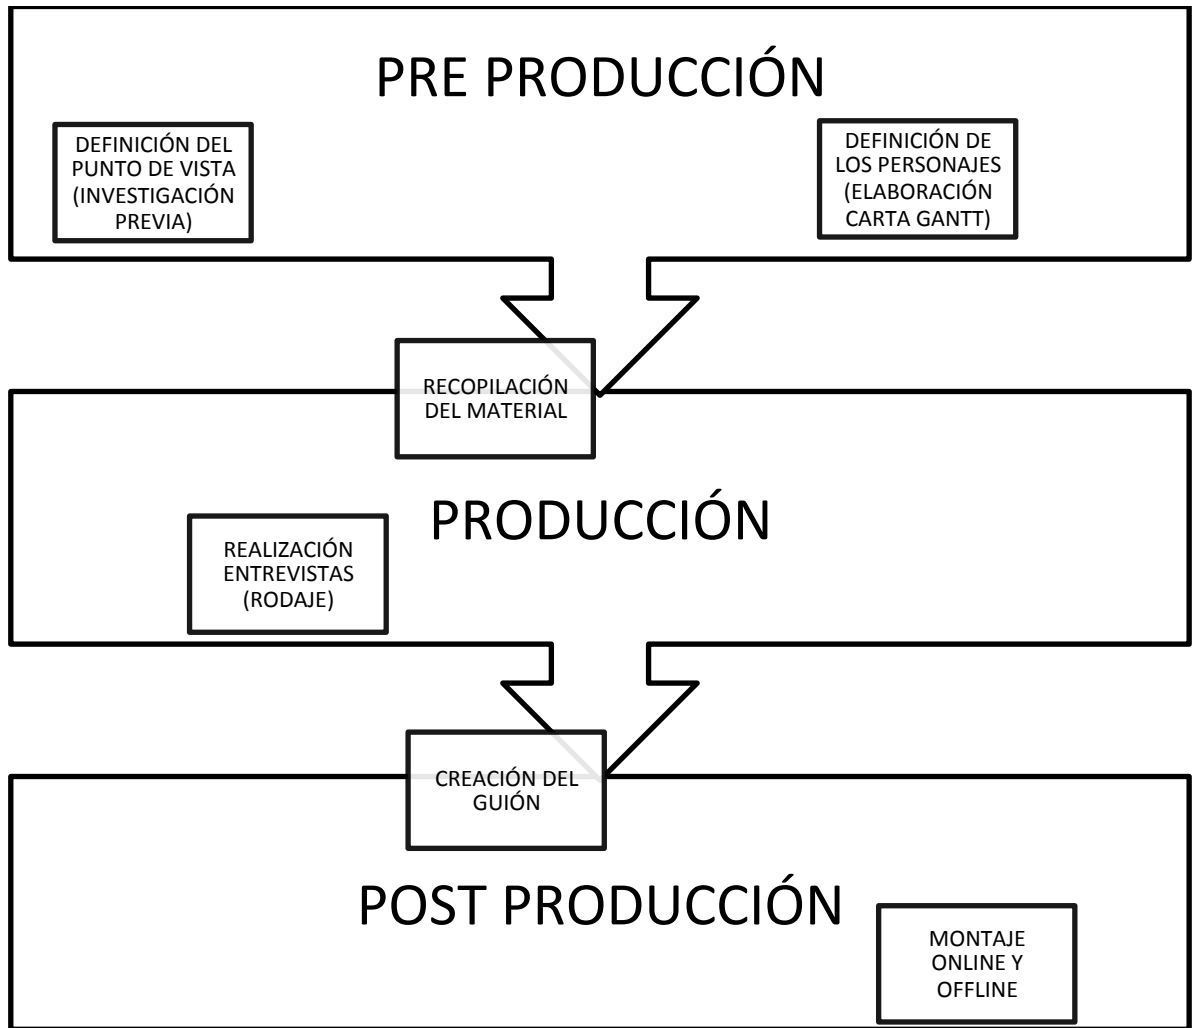 PRE PRODUCCIÓN
DEFINICIÓN DEL
PUNTO DE VISTA
(INVESTIGACIÓN
PREVIA)
DEFINICIÓN DE
LOS PERSONAJES
(ELABORACIÓN
CARTA GANTT)
RECOPILACIÓN
DEL MATERIAL
PRODUCCIÓN
REALIZACIÓN
ENTREVISTAS
(RODAJE)
CREACIÓN DEL
GUIÓN
POST PRODUCCIÓN
MONTAJE
ONLINE Y
OFFLINE